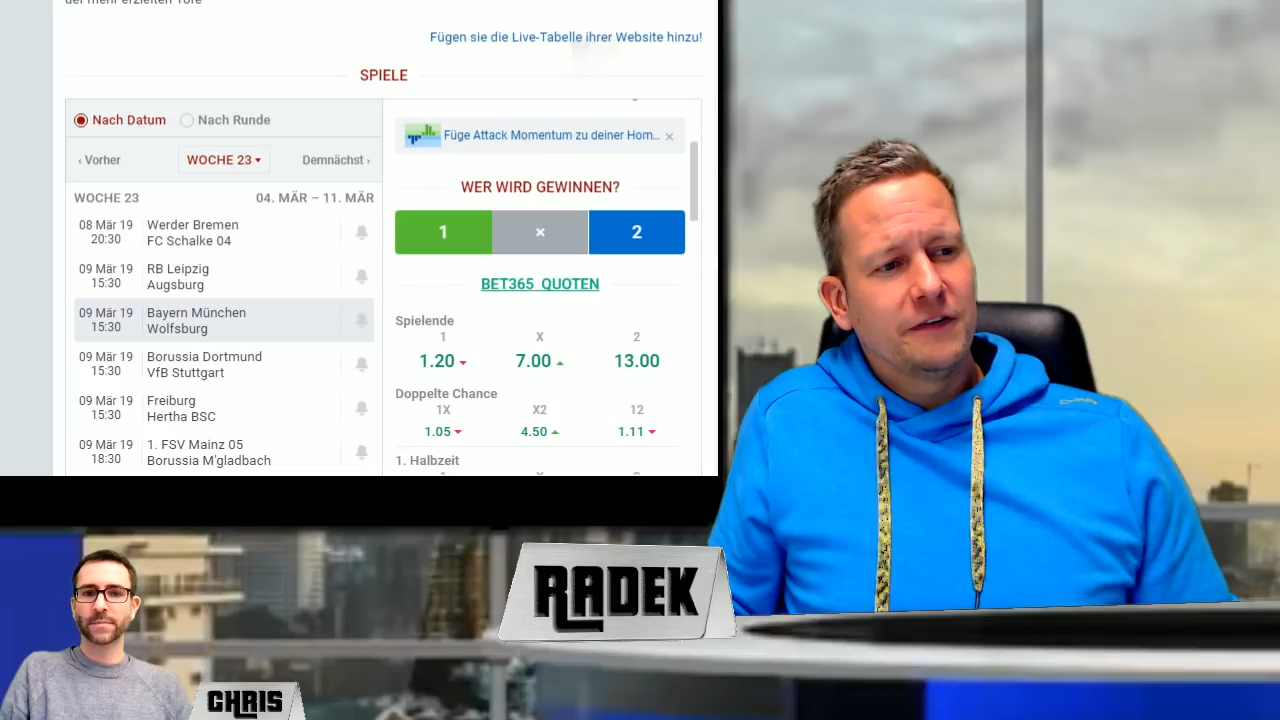 Fügen sie die Live-Tabelle ihrer Website hinzu!
SPIELE
Nach Datum
Nach Runde
‹ Vorher
WOCHE 23
Demnächst ›
WOCHE 23
04. MÄR – 11. MÄR
08 Mär 19
20:30
Werder Bremen
FC Schalke 04
09 Mär 19
15:30
RB Leipzig
Augsburg
09 Mär 19
15:30
Bayern München
Wolfsburg
09 Mär 19
15:30
Borussia Dortmund
VfB Stuttgart
09 Mär 19
15:30
Freiburg
Hertha BSC
09 Mär 19
18:30
1. FSV Mainz 05
Borussia M'gladbach
Füge Attack Momentum zu deiner Hom... ×
WER WIRD GEWINNEN?
1 × 2
BET365 QUOTEN
Spielende
1 X 2
1.20 7.00 13.00
Doppelte Chance
1X X2 12
1.05 4.50 1.11
1. Halbzeit
RADEK
CHRIS